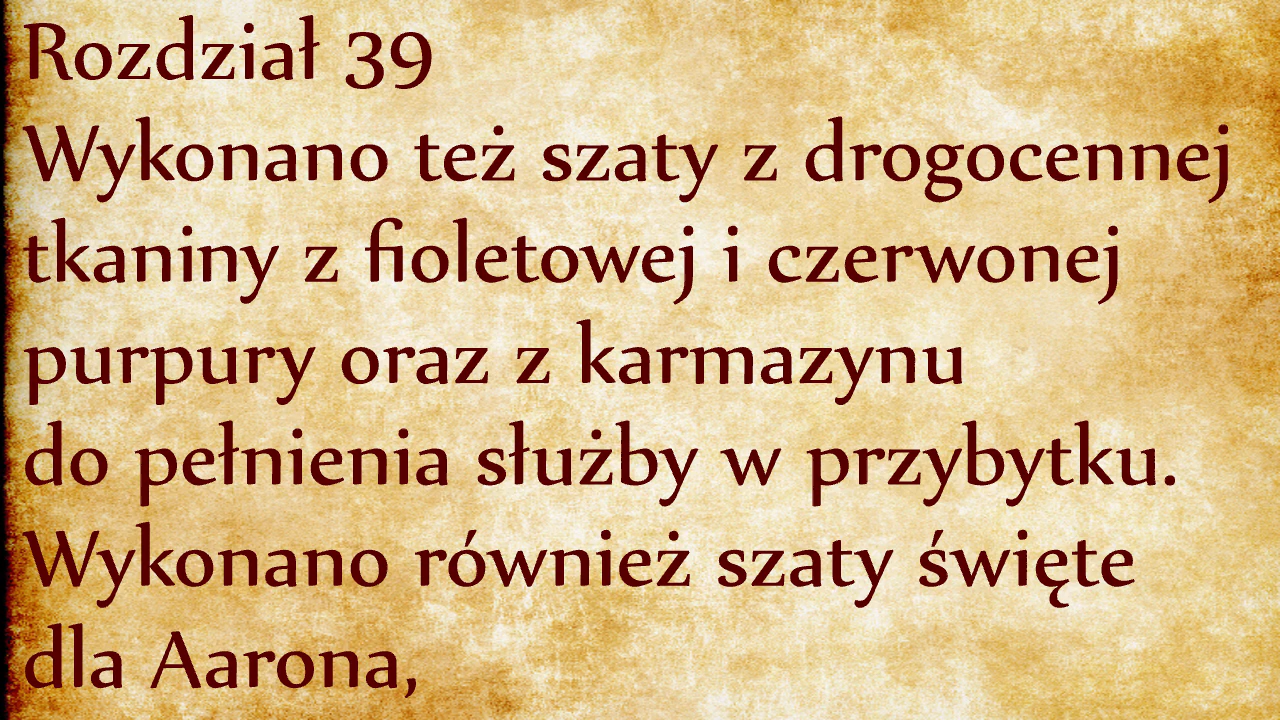 Rozdział 39
Wykonano też szaty z drogocennej
tkaniny z fioletowej i czerwonej
purpury oraz z karmazynu
do pełnienia służby w przybytku.
Wykonano również szaty święte
dla Aarona,